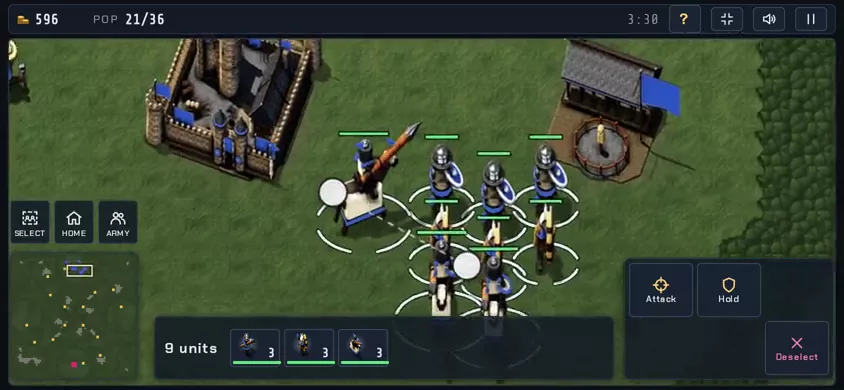 596 POP 21/36 3:30 ?
SELECT HOME ARMY
9 units 3 3 3
Attack Hold
Deselect